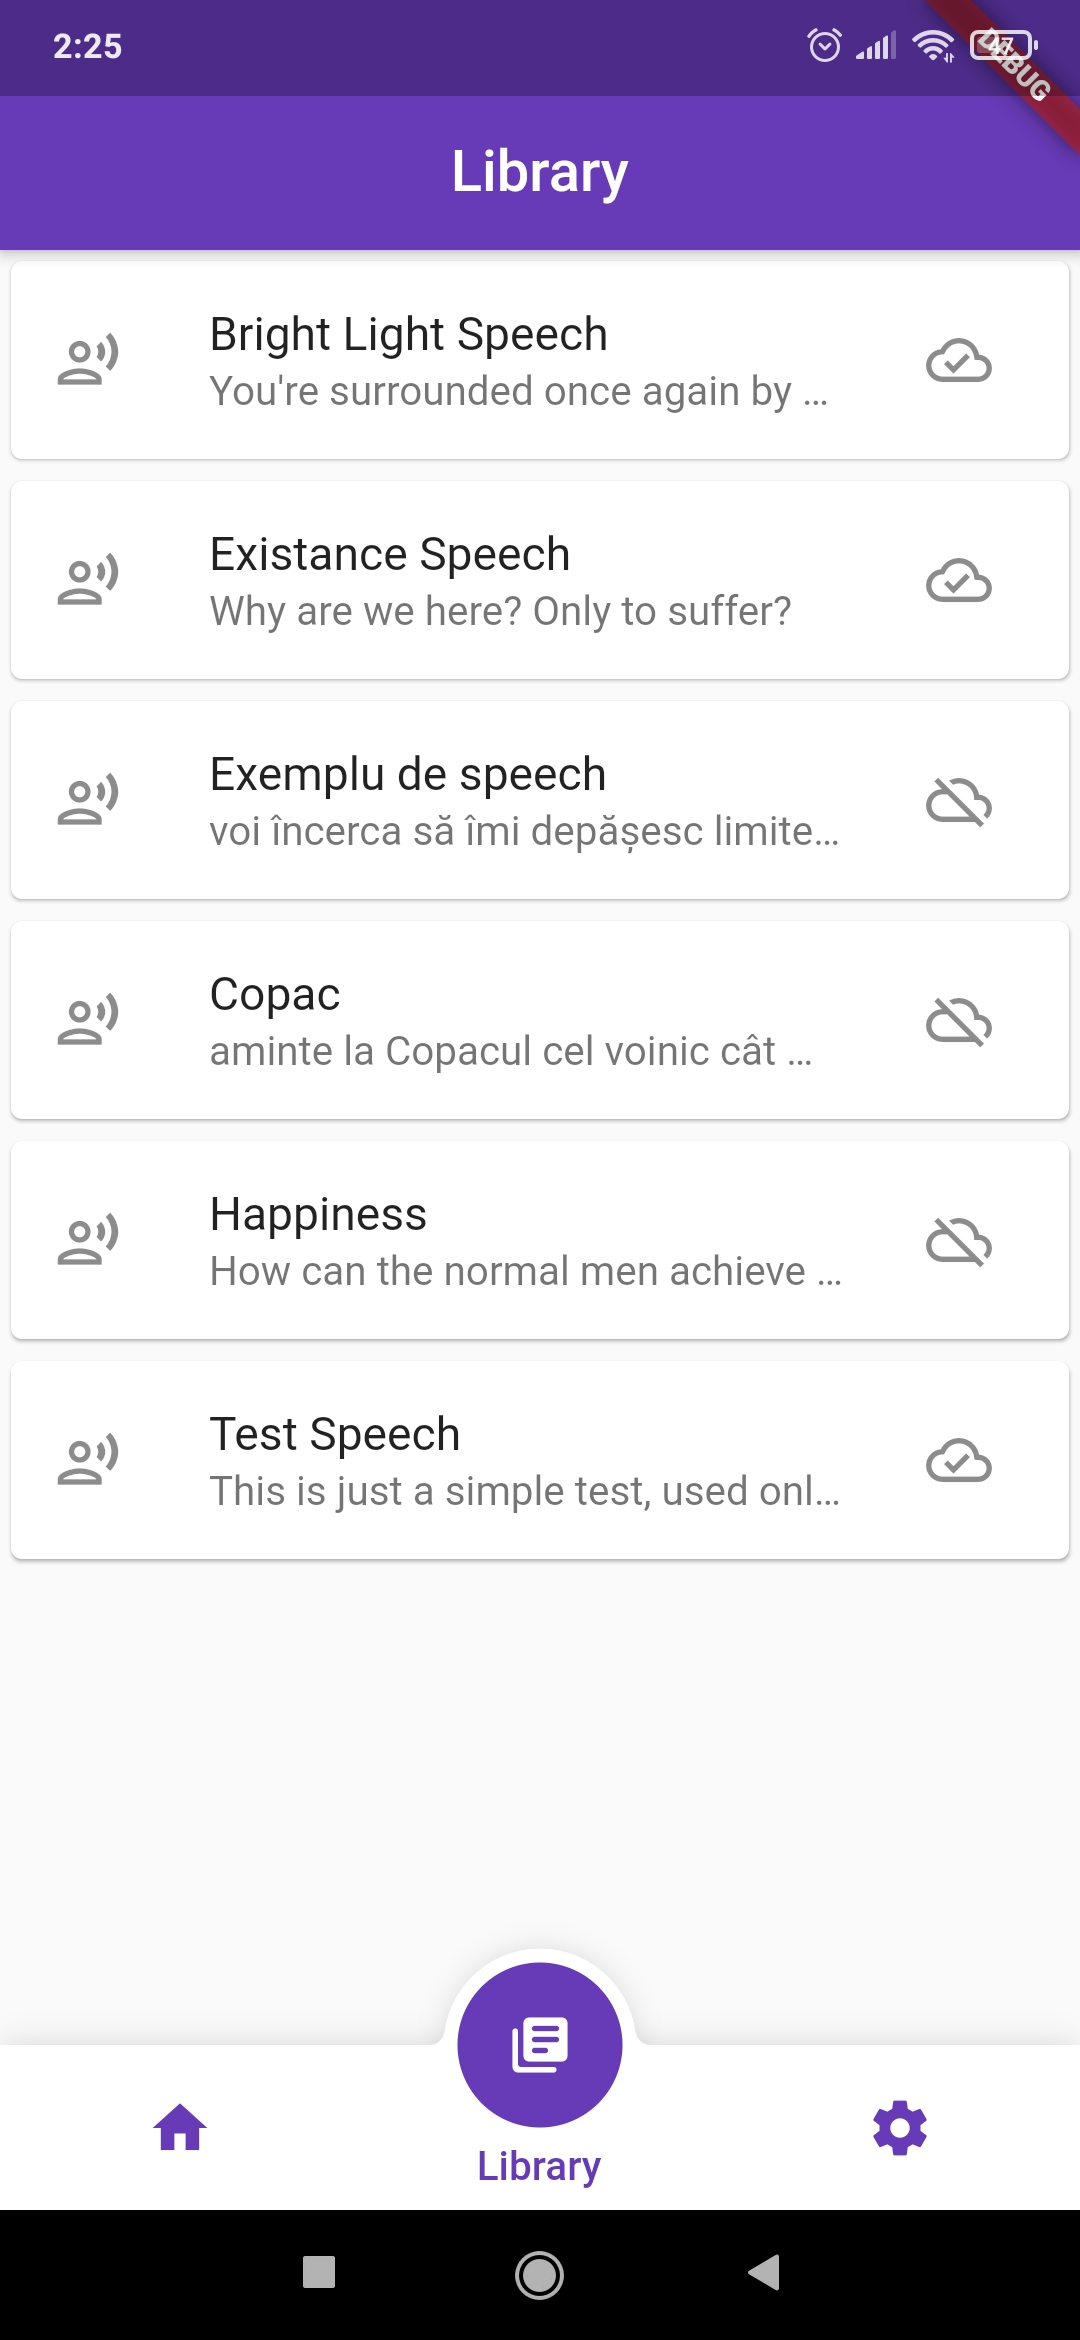 2:25
47
DEBUG
Library
Bright Light Speech
You're surrounded once again by ...
Existance Speech
Why are we here? Only to suffer?
Exemplu de speech
voi încerca să îmi depășesc limite...
Copac
aminte la Copacul cel voinic cât ...
Happiness
How can the normal men achieve ...
Test Speech
This is just a simple test, used onl...
Library